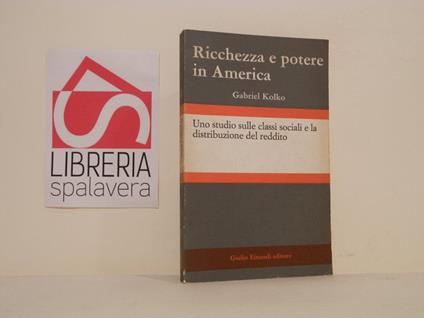 LIBRERIA
spalavera
Ricchezza e potere
in America
Gabriel Kolko
Uno studio sulle classi sociali e la
distribuzione del reddito
Giulio Einaudi editore